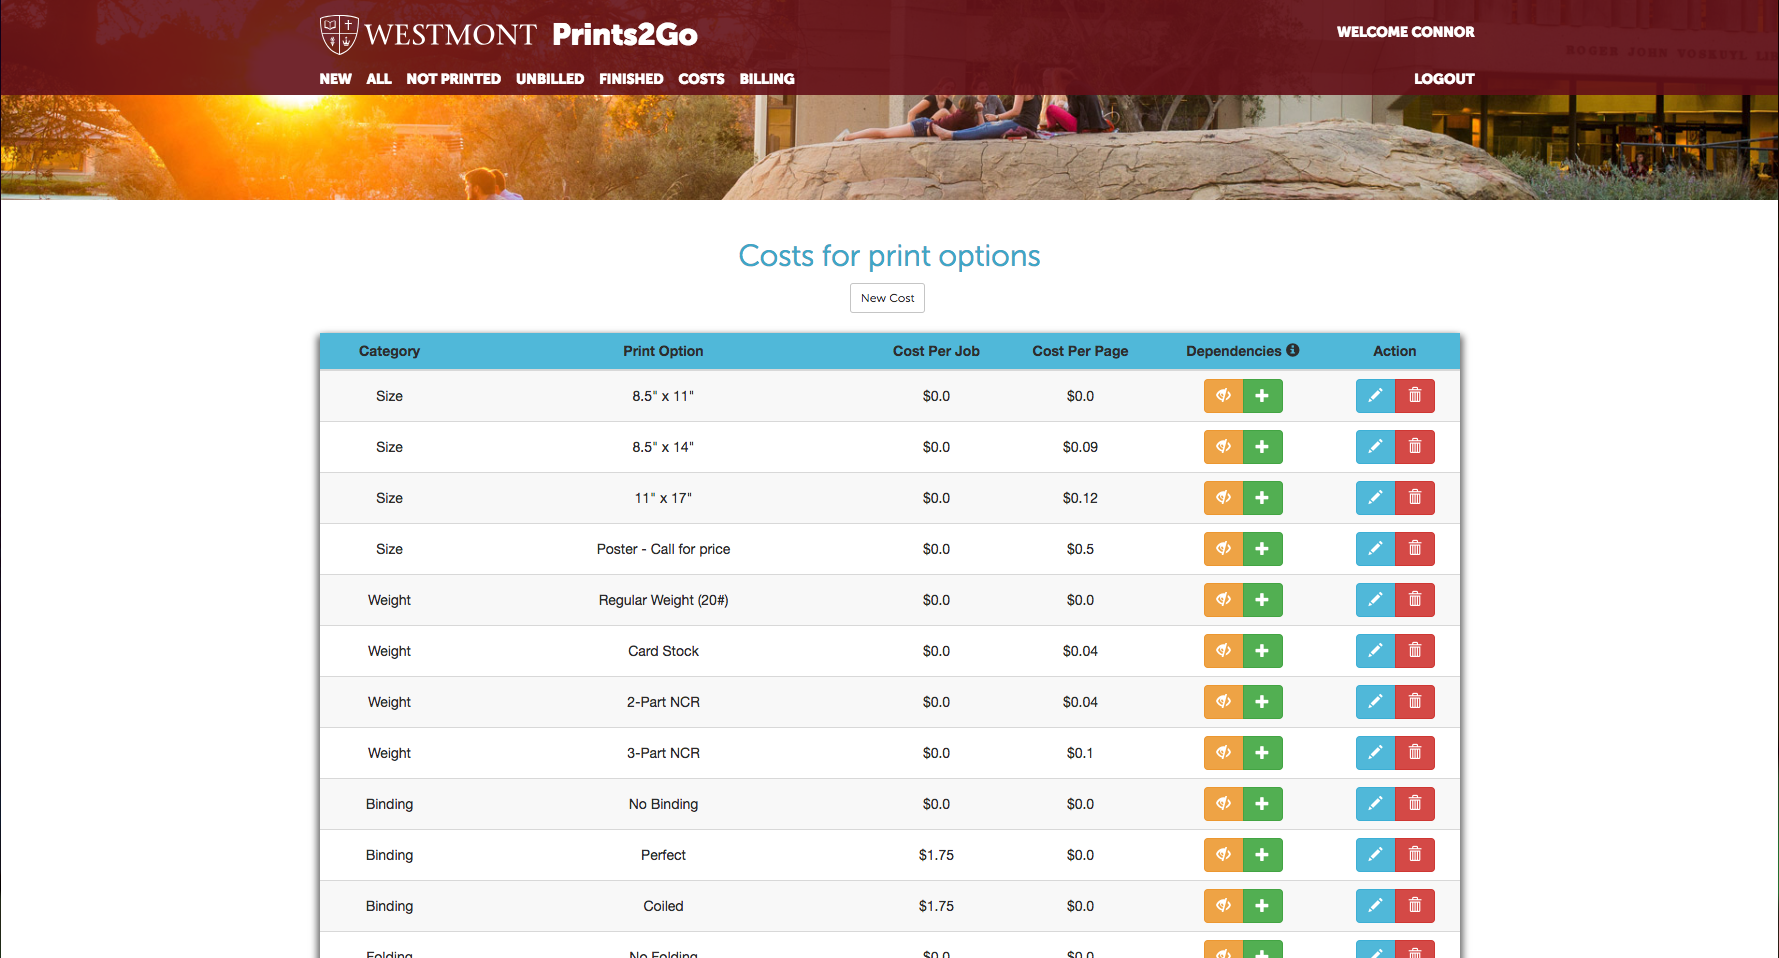 WESTMONT Prints2Go
WELCOME CONNOR
NEW ALL NOT PRINTED UNBILLED FINISHED COSTS BILLING
LOGOUT
ROGER JOHN VOSKUYL LIB
Costs for print options
New Cost
Category Print Option Cost Per Job Cost Per Page Dependencies Action
Size 8.5" x 11" $0.0 $0.0
Size 8.5" x 14" $0.0 $0.09
Size 11" x 17" $0.0 $0.12
Size Poster - Call for price $0.0 $0.5
Weight Regular Weight (20#) $0.0 $0.0
Weight Card Stock $0.0 $0.04
Weight 2-Part NCR $0.0 $0.04
Weight 3-Part NCR $0.0 $0.1
Binding No Binding $0.0 $0.0
Binding Perfect $1.75 $0.0
Binding Coiled $1.75 $0.0
Folding No Folding $0.0 $0.0